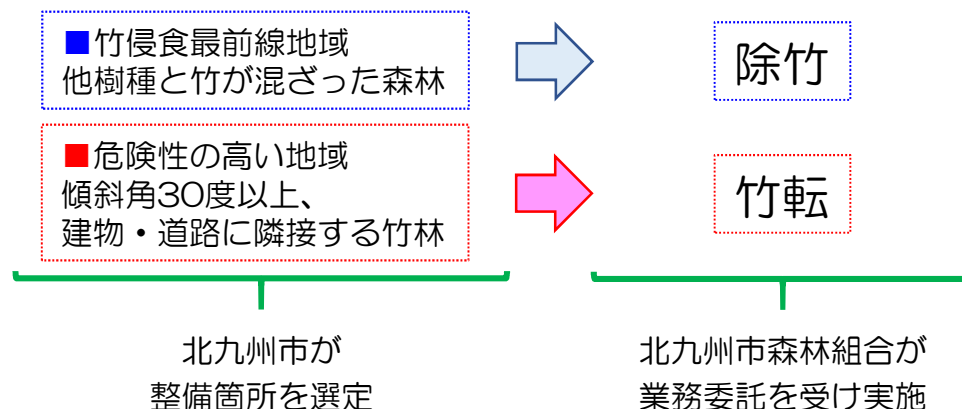 ■竹侵食最前線地域
他樹種と竹が混ざった森林
除竹
■危険性の高い地域
傾斜角30度以上、
建物・道路に隣接する竹林
竹転
北九州市が
整備箇所を選定
北九州市森林組合が
業務委託を受け実施